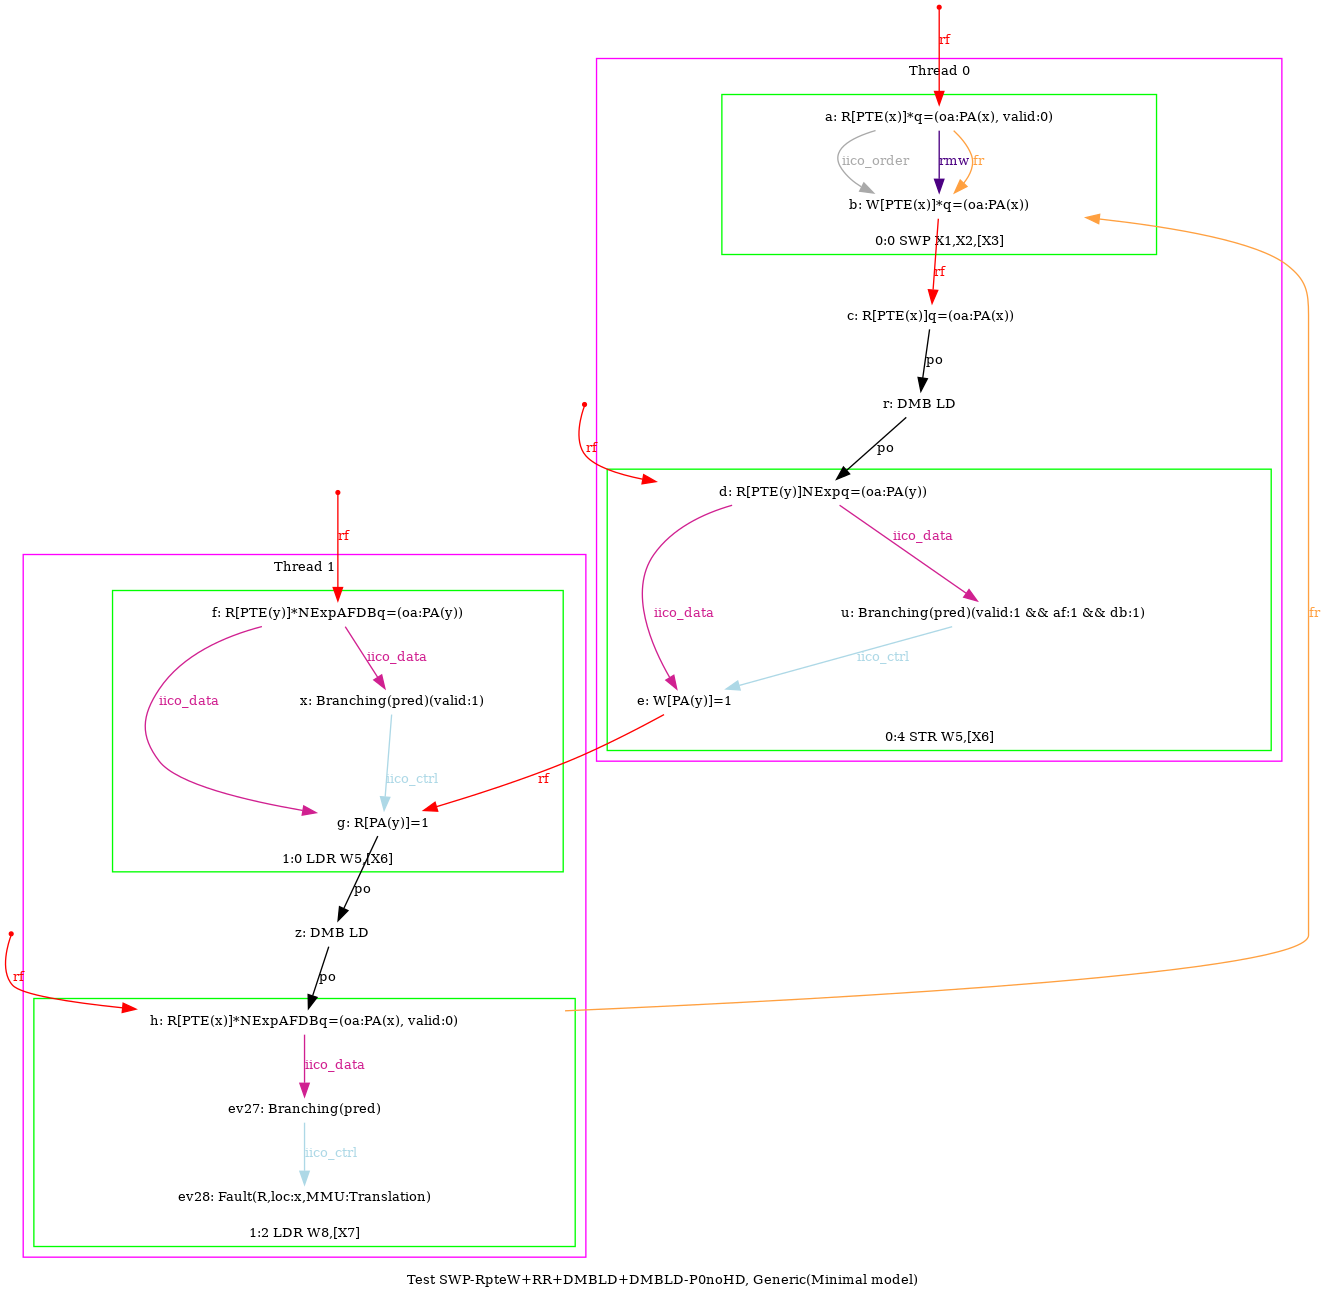 rf
Thread 0
a: R[PTE(x)]*q=(oa:PA(x), valid:0)
iico_order
rmw
fr
b: W[PTE(x)]*q=(oa:PA(x))
0:0 SWP X1,X2,[X3]
rf
c: R[PTE(x)]q=(oa:PA(x))
po
r: DMB LD
rf
po
d: R[PTE(y)]NExpq=(oa:PA(y))
rf
iico_data
Thread 1
f: R[PTE(y)]*NExpAFDBq=(oa:PA(y))
iico_data
u: Branching(pred)(valid:1 && af:1 && db:1)
fr
iico_data
iico_ctrl
iico_data
x: Branching(pred)(valid:1)
e: W[PA(y)]=1
0:4 STR W5,[X6]
iico_ctrl
rf
g: R[PA(y)]=1
1:0 LDR W5,[X6]
po
z: DMB LD
rf
po
h: R[PTE(x)]*NExpAFDBq=(oa:PA(x), valid:0)
iico_data
ev27: Branching(pred)
iico_ctrl
ev28: Fault(R,loc:x,MMU:Translation)
1:2 LDR W8,[X7]
Test SWP-RpteW+RR+DMBLD+DMBLD-P0noHD, Generic(Minimal model)